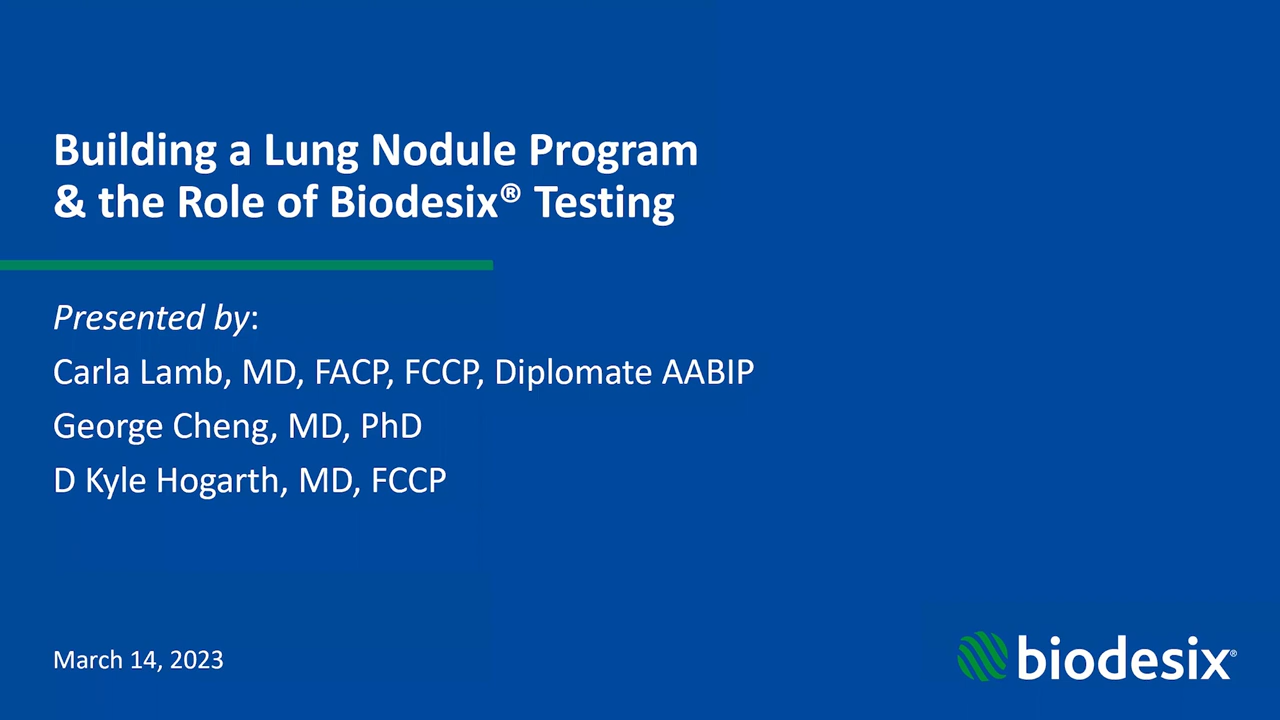 Building a Lung Nodule Program
& the Role of Biodesix® Testing
Presented by:
Carla Lamb, MD, FACP, FCCP, Diplomate AABIP
George Cheng, MD, PhD
D Kyle Hogarth, MD, FCCP
March 14, 2023
biodesix®